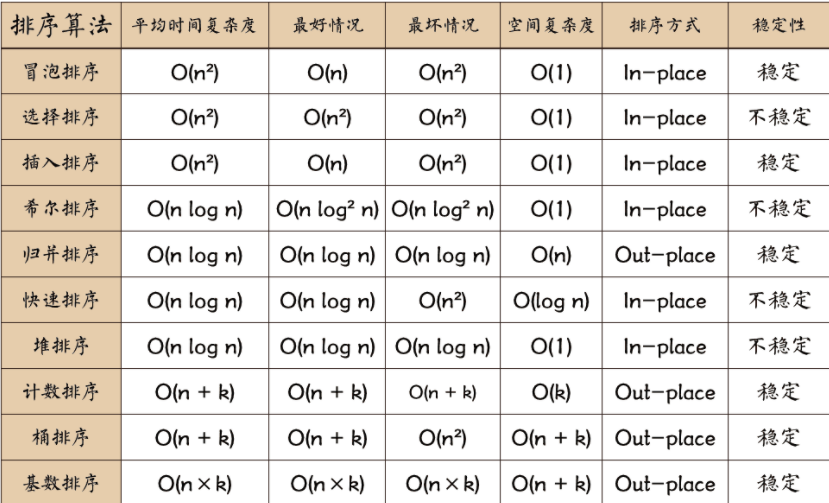 排序算法 平均时间复杂度 最好情况 最坏情况 空间复杂度 排序方式 稳定性
冒泡排序 O(n²) O(n) O(n²) O(1) In-place 稳定
选择排序 O(n²) O(n²) O(n²) O(1) In-place 不稳定
插入排序 O(n²) O(n) O(n²) O(1) In-place 稳定
希尔排序 O(n log n) O(n log² n) O(n log² n) O(1) In-place 不稳定
归并排序 O(n log n) O(n log n) O(n log n) O(n) Out-place 稳定
快速排序 O(n log n) O(n log n) O(n²) O(log n) In-place 不稳定
堆排序 O(n log n) O(n log n) O(n log n) O(1) In-place 不稳定
计数排序 O(n + k) O(n + k) O(n + k) O(k) Out-place 稳定
桶排序 O(n + k) O(n + k) O(n²) O(n + k) Out-place 稳定
基数排序 O(n×k) O(n×k) O(n×k) O(n + k) Out-place 稳定